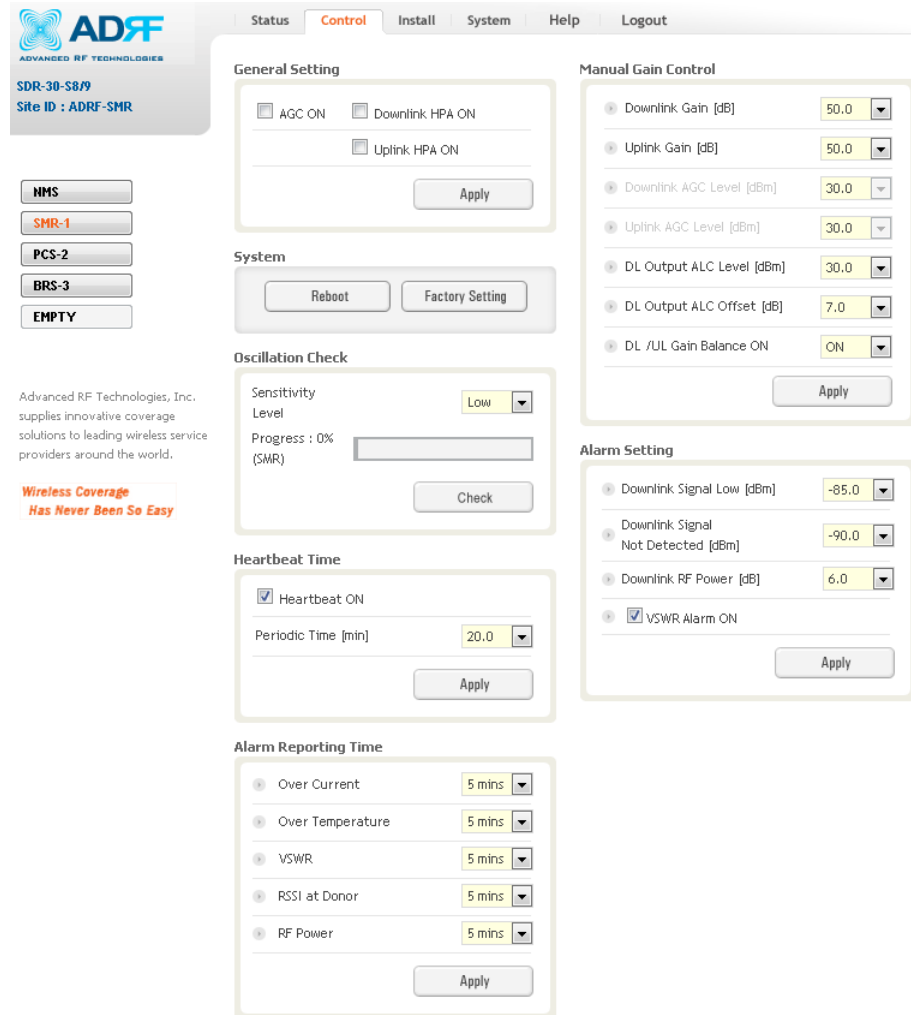 ADRF
ADVANCED RF TECHNOLOGIES
SDR-30-S8/9
Site ID : ADRF-SMR
NMS
SMR-1
PCS-2
BRS-3
EMPTY
Advanced RF Technologies, Inc.
supplies innovative coverage
solutions to leading wireless service
providers around the world.
Wireless Coverage
Has Never Been So Easy
Status Control Install System Help Logout
General Setting
AGC ON Downlink HPA ON
Uplink HPA ON
Apply
System
Reboot Factory Setting
Oscillation Check
Sensitivity
Level
Low
Progress : 0%
(SMR)
Check
Heartbeat Time
Heartbeat ON
Periodic Time [min] 20.0
Apply
Alarm Reporting Time
Over Current 5 mins
Over Temperature 5 mins
VSWR 5 mins
RSSI at Donor 5 mins
RF Power 5 mins
Apply
Manual Gain Control
Downlink Gain [dB] 50.0
Uplink Gain [dB] 50.0
Downlink AGC Level [dBm] 30.0
Uplink AGC Level [dBm] 30.0
DL Output ALC Level [dBm] 30.0
DL Output ALC Offset [dB] 7.0
DL /UL Gain Balance ON ON
Apply
Alarm Setting
Downlink Signal Low [dBm] -85.0
Downlink Signal
Not Detected [dBm] -90.0
Downlink RF Power [dB] 6.0
VSWR Alarm ON
Apply